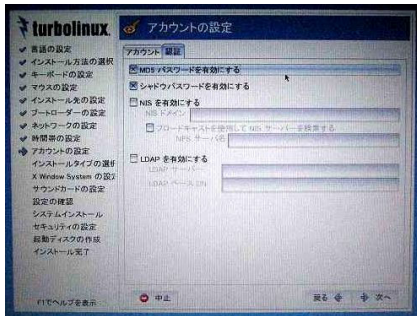 turbolinux
アカウントの設定
アカウント 認証
言語の設定
インストール方法の選択
キーボードの設定
マウスの設定
インストール先の設定
ブートローダーの設定
ネットワークの設定
時間帯の設定
アカウントの設定
インストールタイプの選択
X Window System の設定
サウンドカードの設定
設定の確認
システムインストール
セキュリティの設定
起動ディスクの作成
インストール完了
F1でヘルプを表示
MD5 パスワードを有効にする
シャドウパスワードを有効にする
NIS を有効にする
NIS ドメイン
ブロードキャストを使用して NIS サーバーを検索する
NFS サーバ名
LDAP を有効にする
LDAP サーバー
LDAP ベース DN
中止
戻る
次へ